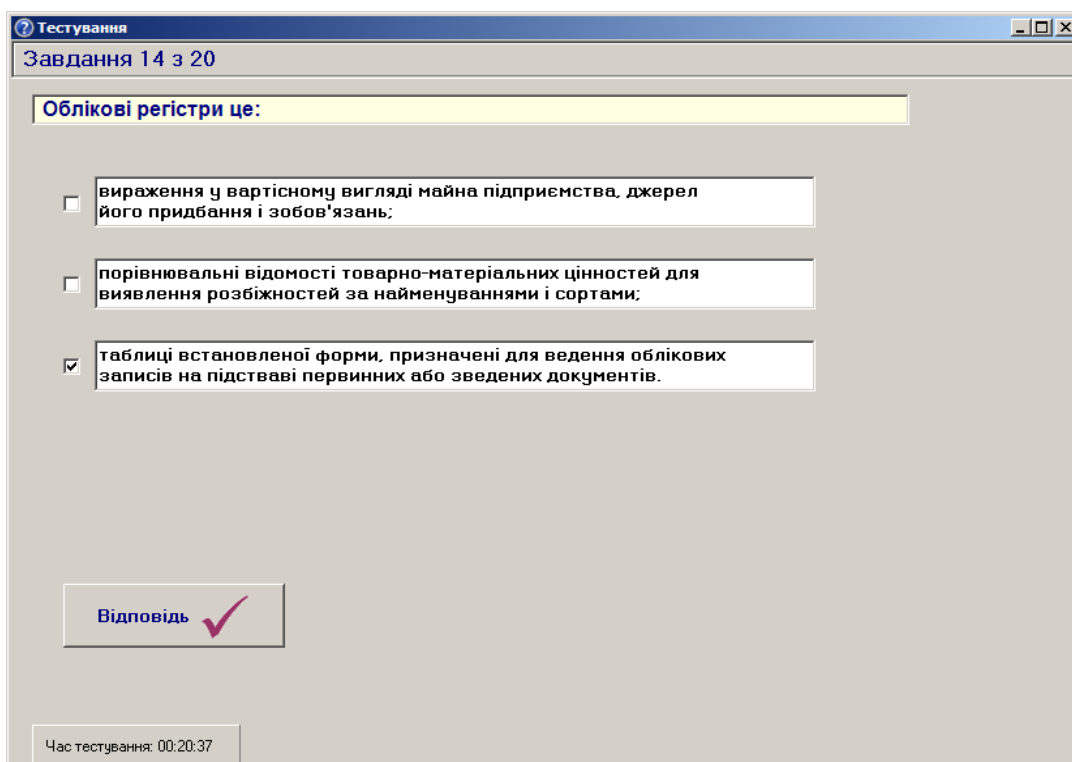 Тестування
Завдання 14 з 20
Облікові регістри це:
вираження у вартісному вигляді майна підприємства, джерел
його придбання і зобов'язань;
порівнювальні відомості товарно-матеріальних цінностей для
виявлення розбіжностей за найменуваннями і сортами;
таблиці встановленої форми, призначені для ведення облікових
записів на підстваві первинних або зведених документів.
Відповідь
Час тестування: 00:20:37